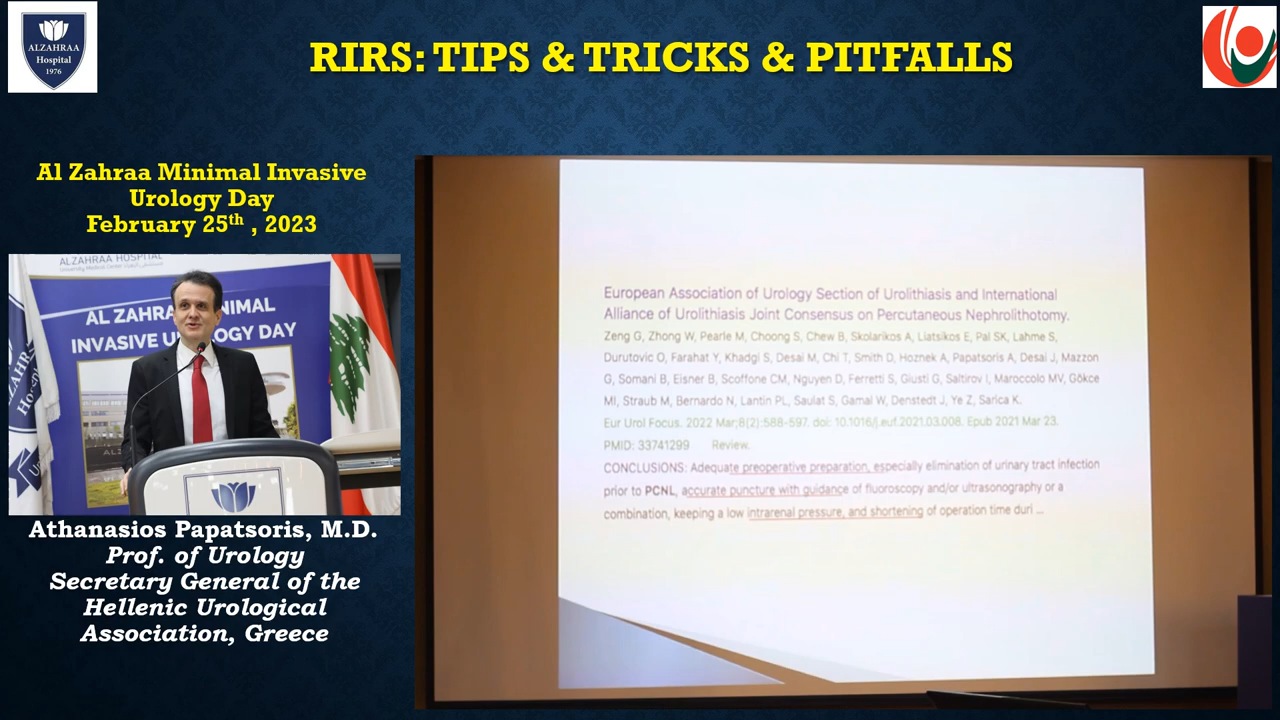 ALZAHRAA
Hospital
1976
RIRS: TIPS & TRICKS & PITFALLS
Al Zahraa Minimal Invasive
Urology Day
February 25th , 2023
ALZAHRAA HOSPITAL
AL ZAHRAA MINIMAL
INVASIVE UROLOGY DAY
Athanasios Papatsoris, M.D.
Prof. of Urology
Secretary General of the
Hellenic Urological
Association, Greece
European Association of Urology Section of Urolithiasis and International
Alliance of Urolithiasis Joint Consensus on Percutaneous Nephrolithotomy.
Zeng G, Zhong W, Pearle M, Choong S, Chew B, Skolarikos A, Liatsikos E, Pal SK, Lahme S,
Durutovic O, Farahat Y, Khadgi S, Desai M, Chi T, Smith D, Hoznek A, Papatsoris A, Desai J, Mazzon
G, Somani B, Eisner B, Scoffone CM, Nguyen D, Ferretti S, Giusti G, Saltirov I, Maroccolo MV, Gökce
MI, Straub M, Bernardo N, Lantin PL, Saulat S, Gamal W, Denstedt J, Ye Z, Sarica K.
Eur Urol Focus. 2022 Mar;8(2):588-597. doi: 10.1016/j.euf.2021.03.008. Epub 2021 Mar 23.
PMID: 33741299 Review.
CONCLUSIONS: Adequate preoperative preparation, especially elimination of urinary tract infection
prior to PCNL, accurate puncture with guidance of fluoroscopy and/or ultrasonography or a
combination, keeping a low intrarenal pressure, and shortening of operation time duri ...